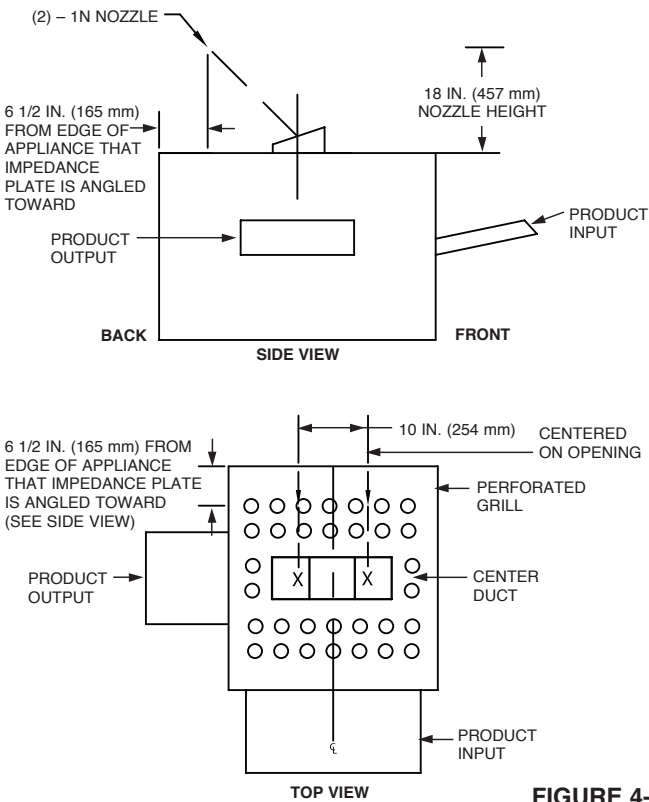 (2) – 1N NOZZLE
18 IN. (457 mm)
NOZZLE HEIGHT
6 1/2 IN. (165 mm)
FROM EDGE OF
APPLIANCE THAT
IMPEDANCE
PLATE IS ANGLED
TOWARD
PRODUCT
INPUT
PRODUCT
OUTPUT
BACK
FRONT
SIDE VIEW
10 IN. (254 mm)
CENTERED
ON OPENING
6 1/2 IN. (165 mm) FROM
EDGE OF APPLIANCE
THAT IMPEDANCE PLATE
IS ANGLED TOWARD
(SEE SIDE VIEW)
PERFORATED
GRILL
PRODUCT
OUTPUT
X X
CENTER
DUCT
PRODUCT
INPUT
℄
TOP VIEW
FIGURE 4-